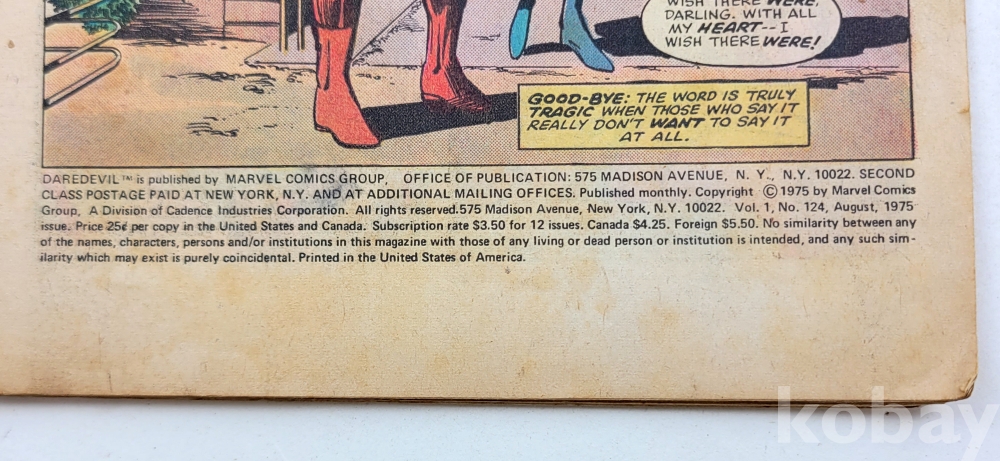 WISH THERE WERE,
DARLING. WITH ALL
MY HEART--I
WISH THERE WERE!
GOOD-BYE: THE WORD IS TRULY
TRAGIC WHEN THOSE WHO SAY IT
REALLY DON'T WANT TO SAY IT
AT ALL.
DAREDEVIL™ is published by MARVEL COMICS GROUP, OFFICE OF PUBLICATION: 575 MADISON AVENUE, N. Y., N.Y. 10022. SECOND
CLASS POSTAGE PAID AT NEW YORK, N.Y. AND AT ADDITIONAL MAILING OFFICES. Published monthly. Copyright ©1975 by Marvel Comics
Group, A Division of Cadence Industries Corporation. All rights reserved.575 Madison Avenue, New York, N.Y. 10022. Vol. 1, No. 124, August, 1975
issue. Price 25¢ per copy in the United States and Canada. Subscription rate $3.50 for 12 issues. Canada $4.25. Foreign $5.50. No similarity between any
of the names, characters, persons and/or institutions in this magazine with those of any living or dead person or institution is intended, and any such sim-
ilarity which may exist is purely coincidental. Printed in the United States of America.
kobay